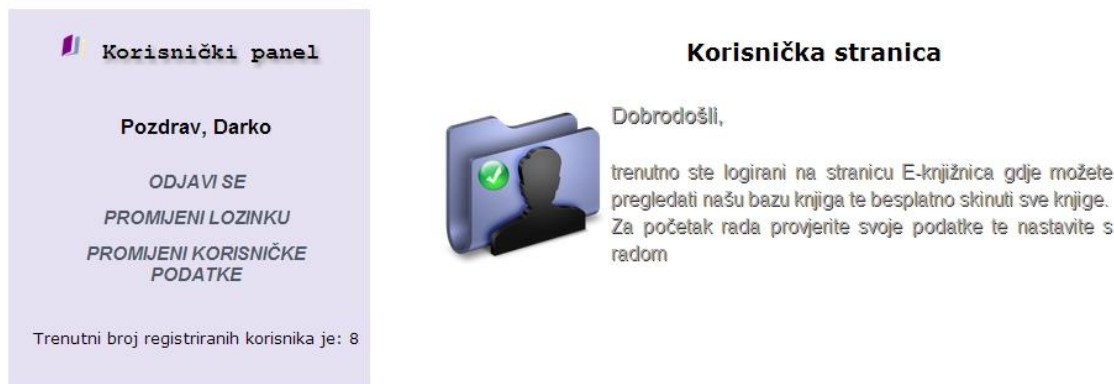 Korisnički panel
Pozdrav, Darko
ODJAVI SE
PROMIJENI LOZINKU
PROMIJENI KORISNIČKE
PODATKE
Trenutni broj registriranih korisnika je: 8
Korisnička stranica
Dobrodošli,
trenutno ste logirani na stranicu E-knjižnica gdje možete
pregledati našu bazu knjiga te besplatno skinuti sve knjige.
Za početak rada provjerite svoje podatke te nastavite s
radom